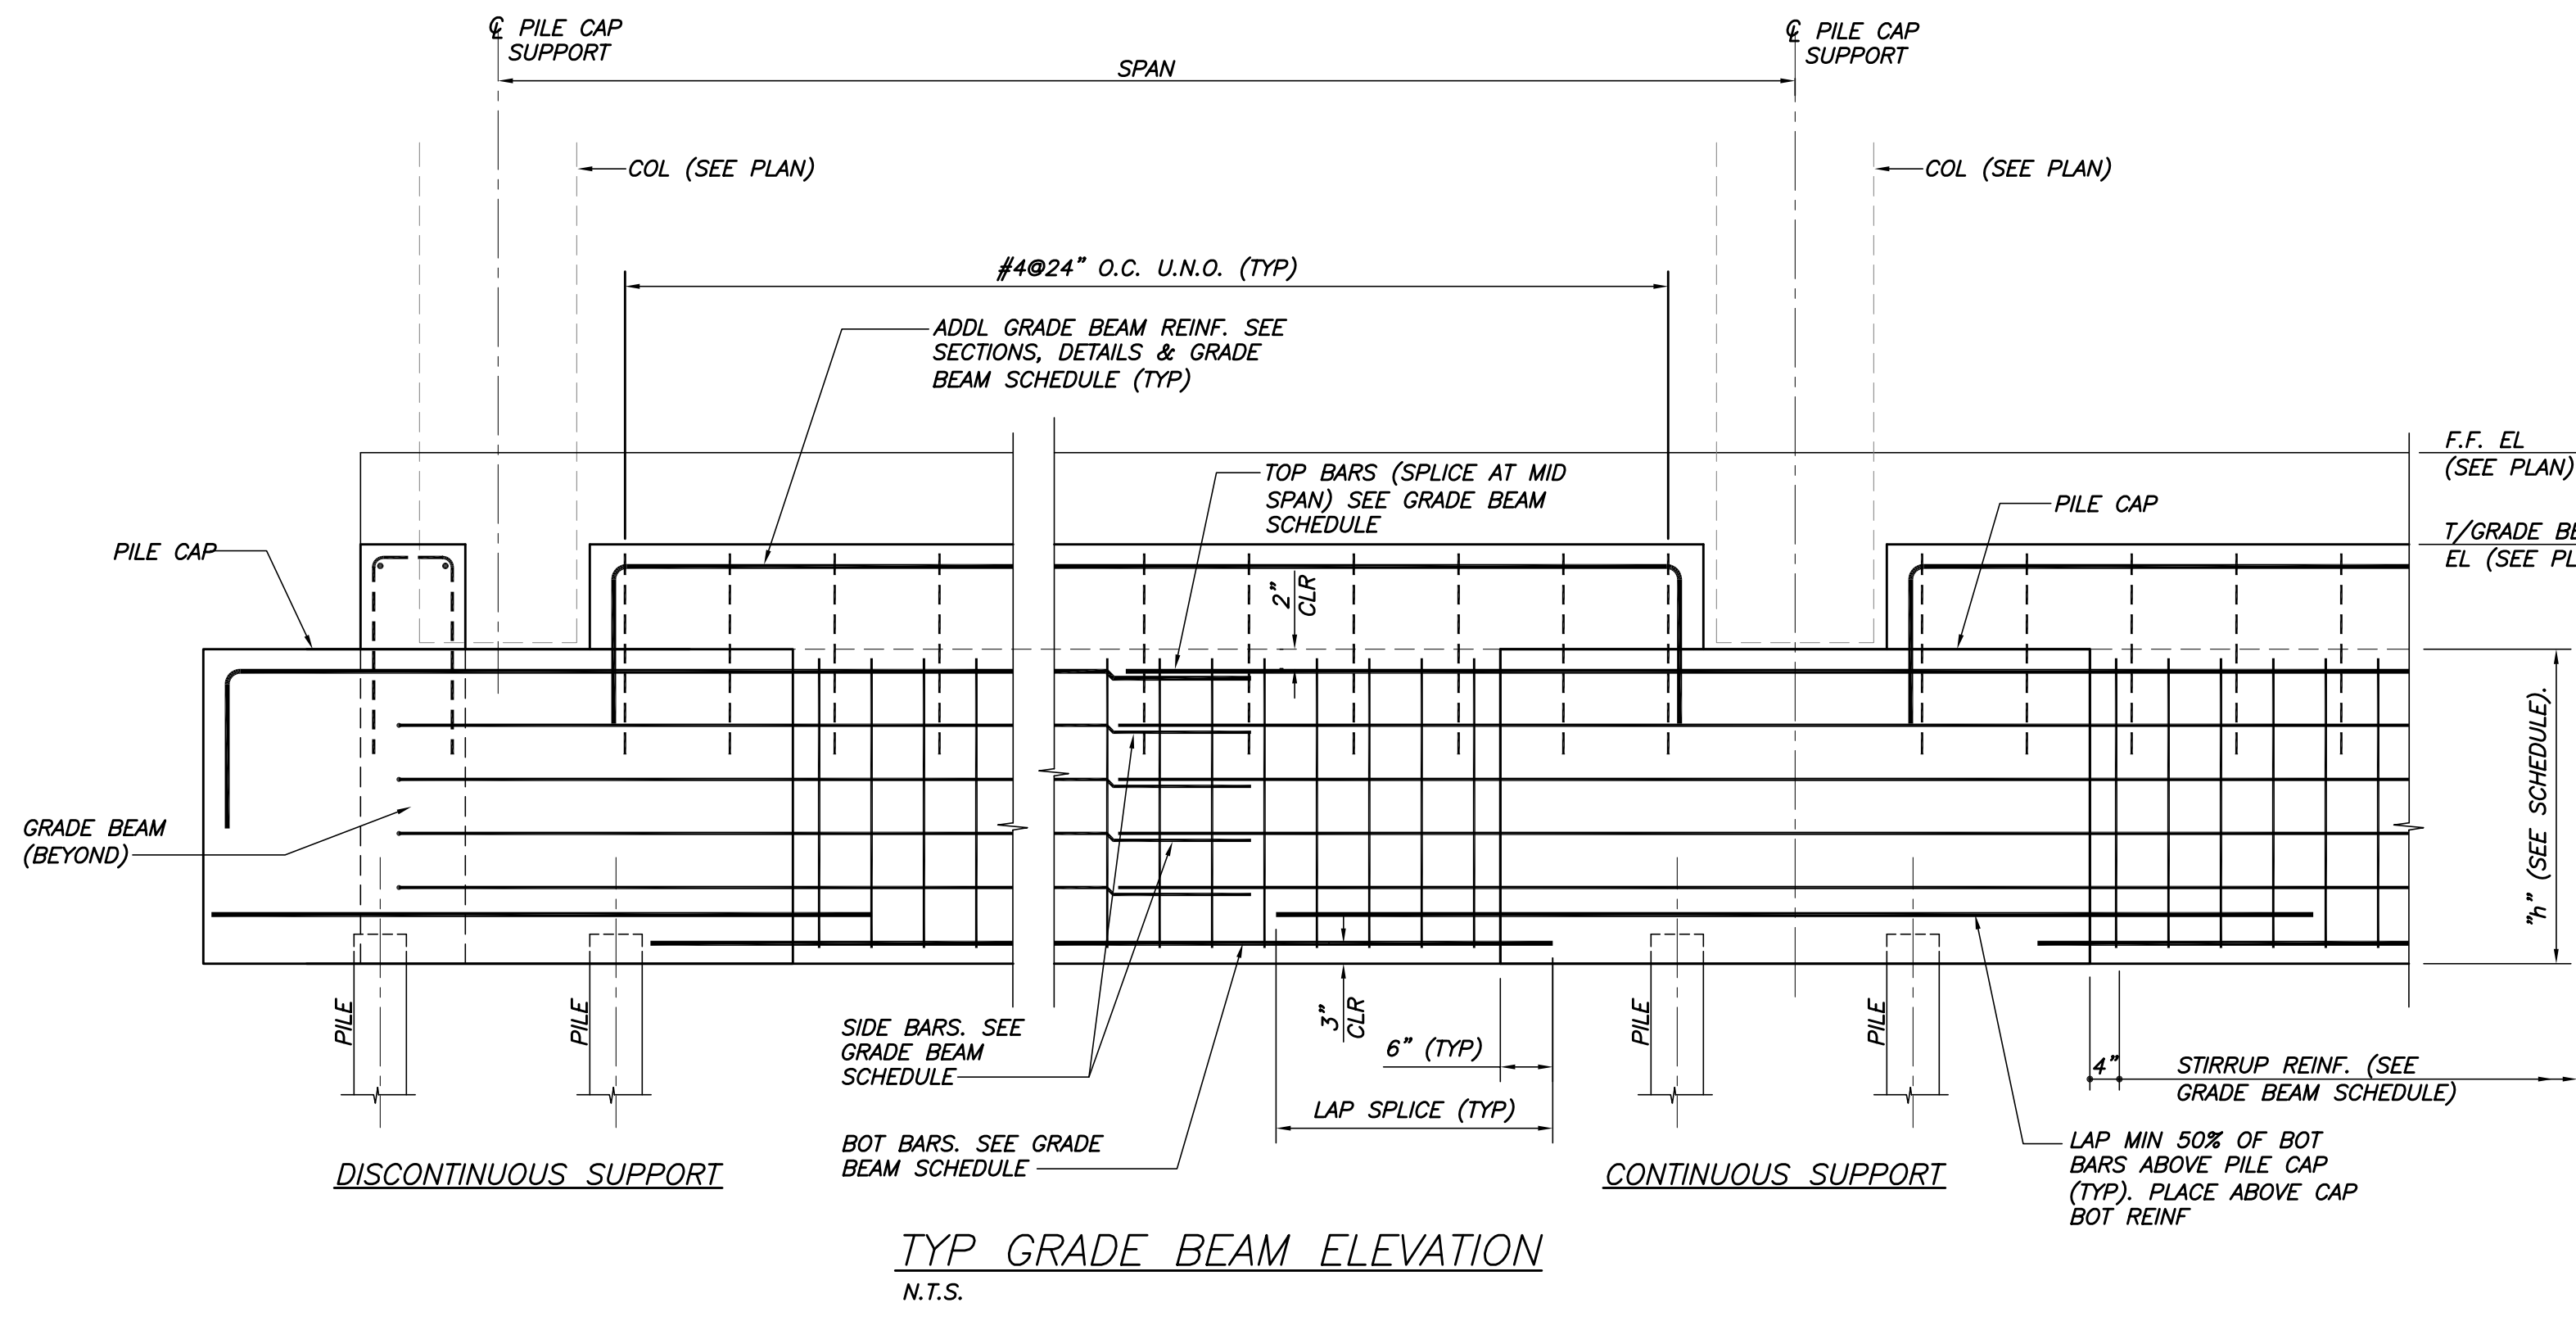 ℄ PILE CAP
SUPPORT
℄ PILE CAP
SUPPORT
SPAN
COL (SEE PLAN)
COL (SEE PLAN)
#4@24" O.C. U.N.O. (TYP)
ADDL GRADE BEAM REINF. SEE
SECTIONS, DETAILS & GRADE
BEAM SCHEDULE (TYP)
F.F. EL
(SEE PLAN)
TOP BARS (SPLICE AT MID
SPAN) SEE GRADE BEAM
SCHEDULE
PILE CAP
PILE CAP
T/GRADE
EL (SEE
2"
CLR
GRADE BEAM
(BEYOND)
"h" (SEE SCHEDULE).
PILE
PILE
PILE
PILE
SIDE BARS. SEE
GRADE BEAM
SCHEDULE
3"
CLR
6" (TYP)
4"
STIRRUP REINF. (SEE
GRADE BEAM SCHEDULE)
LAP SPLICE (TYP)
BOT BARS. SEE GRADE
BEAM SCHEDULE
LAP MIN 50% OF BOT
BARS ABOVE PILE CAP
(TYP). PLACE ABOVE CAP
BOT REINF
DISCONTINUOUS SUPPORT
CONTINUOUS SUPPORT
TYP GRADE BEAM ELEVATION
N.T.S.